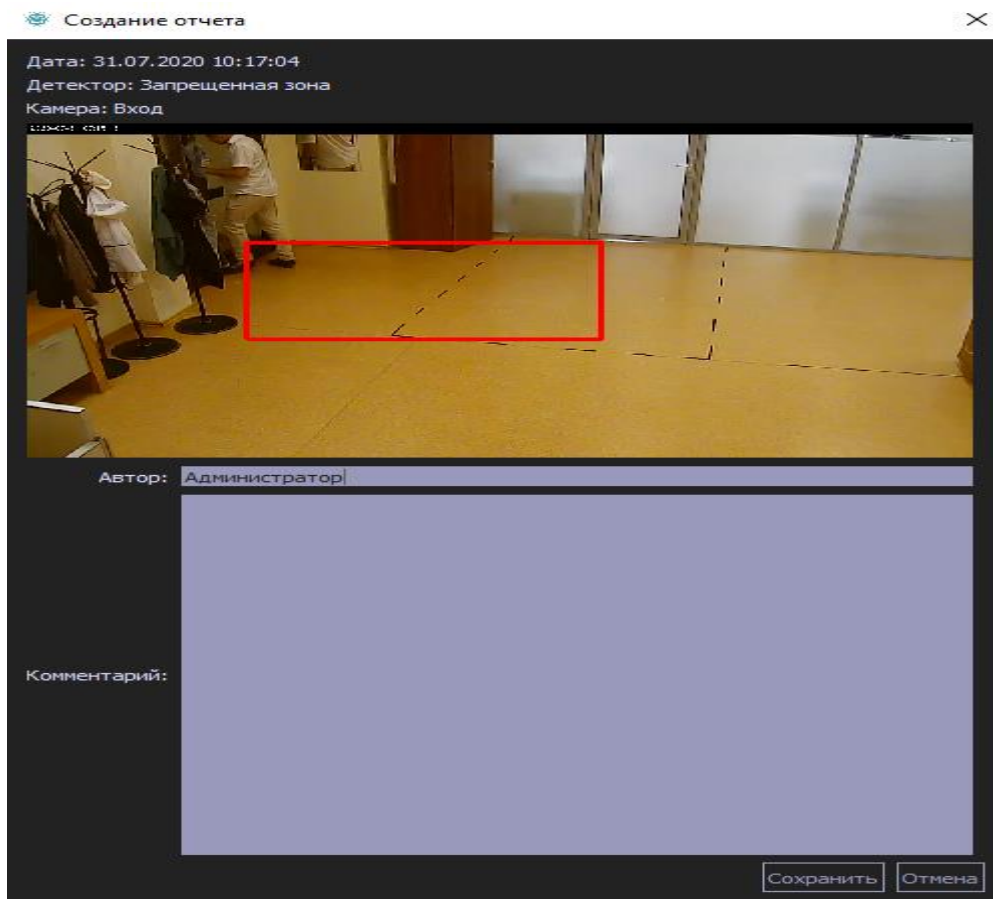 Создание отчета
Дата: 31.07.2020 10:17:04
Детектор: Запрещенная зона
Камера: Вход
Автор: Администратор
Комментарий:
Сохранить Отмена